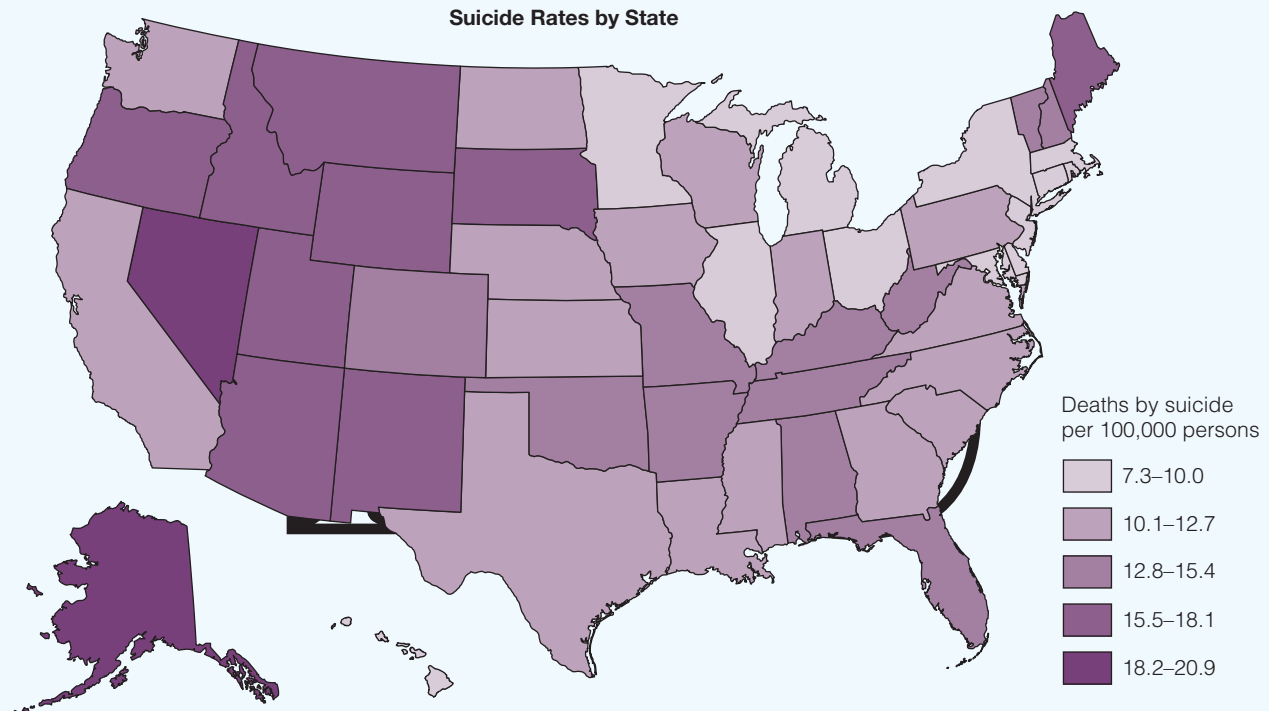 Suicide Rates by State
Deaths by suicide
per 100,000 persons
7.3–10.0
10.1–12.7
12.8–15.4
15.5–18.1
18.2–20.9